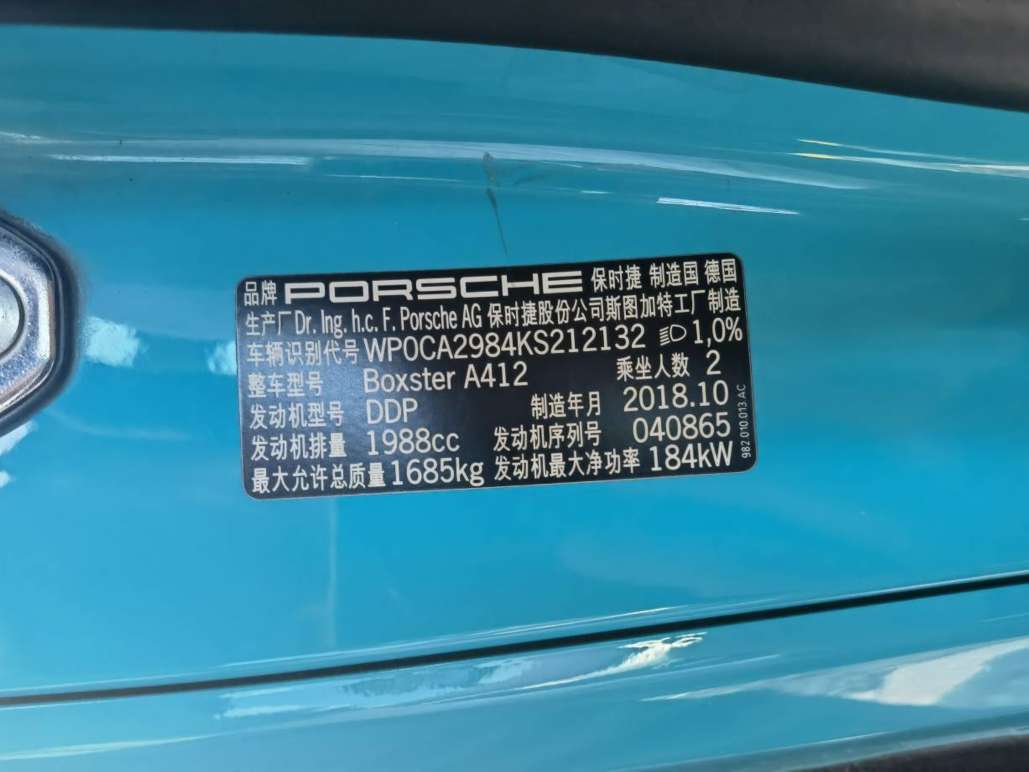 品牌 PORSCHE 保时捷 制造国 德国
生产厂Dr. Ing. h.c. F. Porsche AG 保时捷股份公司斯图加特工厂制造
车辆识别代号 WP0CA2984KS212132 1,0%
整车型号 Boxster A412 乘坐人数 2
发动机型号 DDP 制造年月 2018.10
发动机排量 1988cc 发动机序列号 040865
最大允许总质量 1685kg 发动机最大净功率 184kW
982.010.013.AC